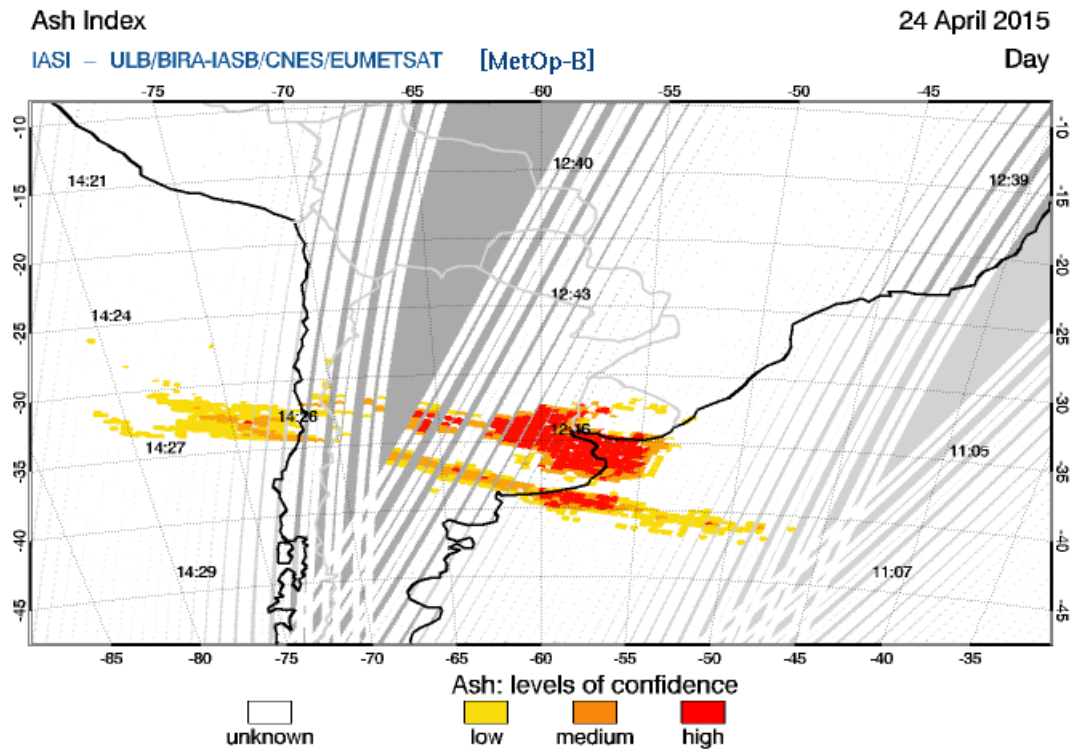 Ash Index 24 April 2015
IASI – ULB/BIRA-IASB/CNES/EUMETSAT [MetOp-B] Day
-75 -70 -65 -60 -55 -50 -45
-10 -10
14:21 12:40 12:39
-15 -15
-20 -20
14:24 12:43
-25 -25
-30 14:26 -30
14:27 11:05
-35 -35
-40 -40
14:29 11:07
-45 -45
-85 -80 -75 -70 -65 -60 -55 -50 -45 -40 -35
Ash: levels of confidence
unknown low medium high